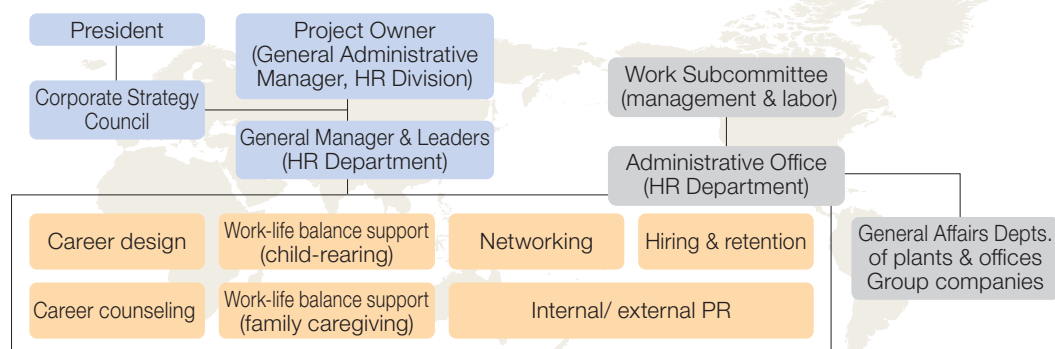 President
Project Owner
(General Administrative
Manager, HR Division)
Corporate Strategy
Council
General Manager & Leaders
(HR Department)
Work Subcommittee
(management & labor)
Administrative Office
(HR Department)
General Affairs Depts.
of plants & offices
Group companies
Career design
Work-life balance support
(child-rearing)
Networking
Hiring & retention
Career counseling
Work-life balance support
(family caregiving)
Internal/ external PR